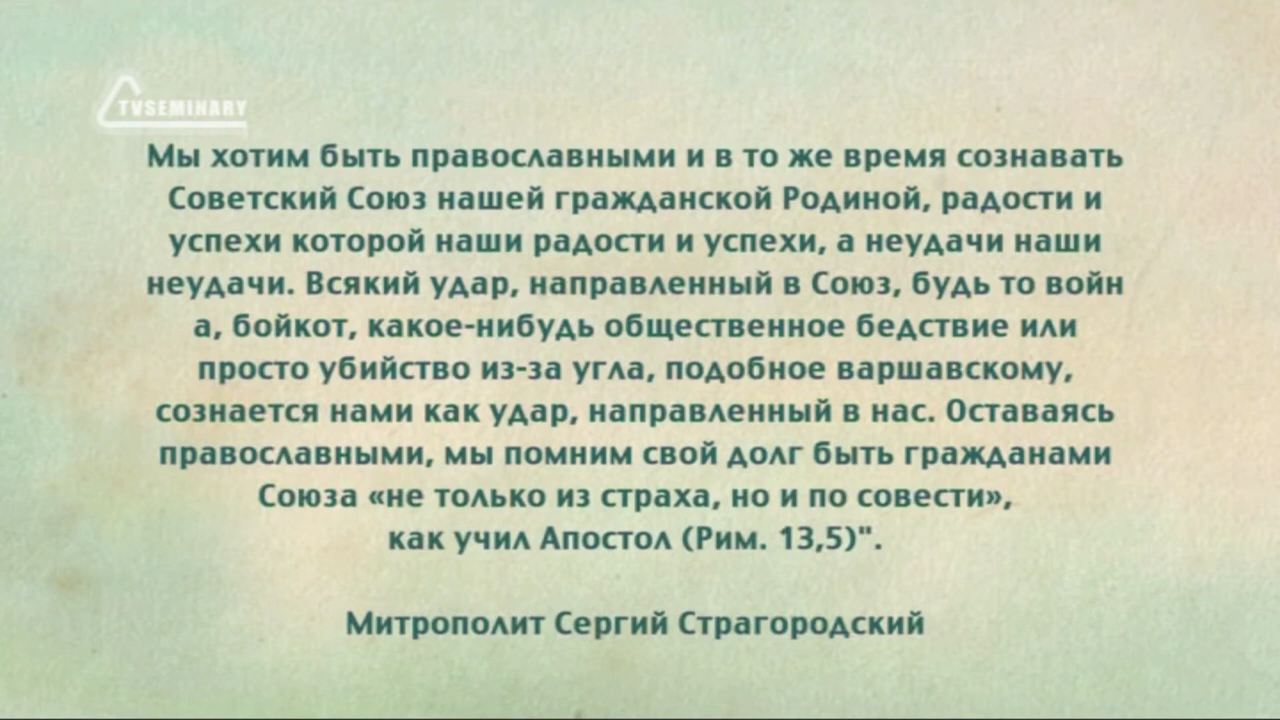 TVSEMINARY
Мы хотим быть православными и в то же время сознавать
Советский Союз нашей гражданской Родиной, радости и
успехи которой наши радости и успехи, а неудачи наши
неудачи. Всякий удар, направленный в Союз, будь то войн
а, бойкот, какое-нибудь общественное бедствие или
просто убийство из-за угла, подобное варшавскому,
сознается нами как удар, направленный в нас. Оставаясь
православными, мы помним свой долг быть гражданами
Союза «не только из страха, но и по совести»,
как учил Апостол (Рим. 13,5)".
Митрополит Сергий Страгородский